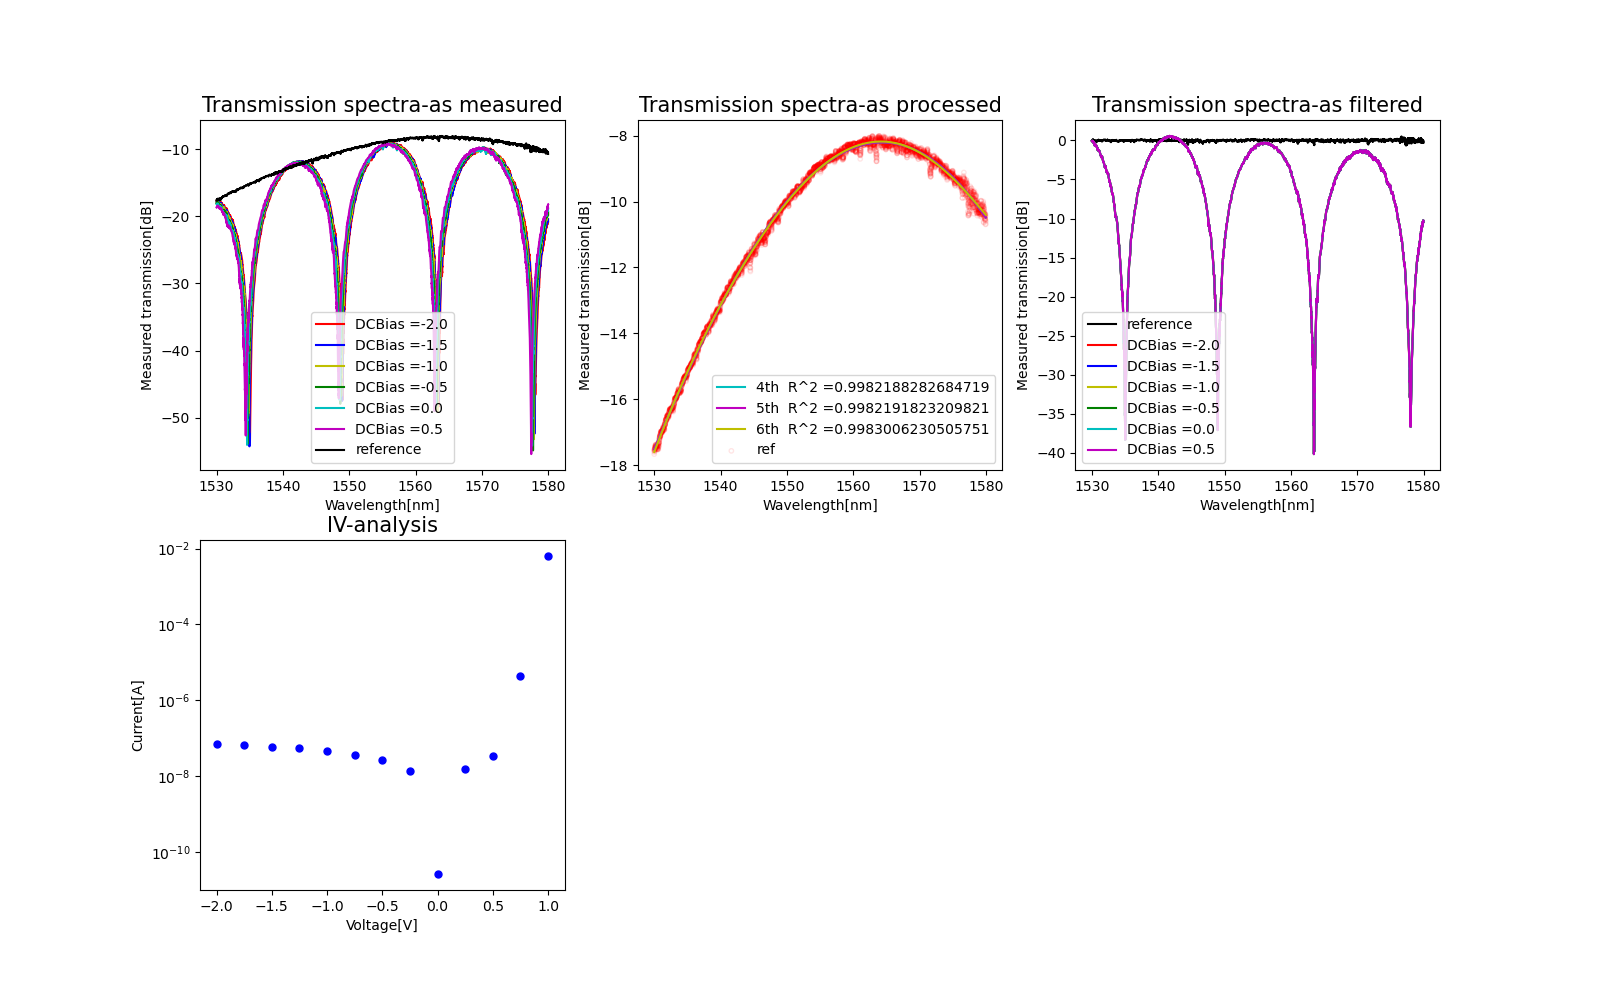 Transmission spectra-as measured
Measured transmission[dB]
−10
−20
−30
−40
−50
DCBias =-2.0
DCBias =-1.5
DCBias =-1.0
DCBias =-0.5
DCBias =0.0
DCBias =0.5
reference
1530 1540 1550 1560 1570 1580
Wavelength[nm]
Transmission spectra-as processed
Measured transmission[dB]
−8
−10
−12
−14
−16
−18
4th R^2 =0.9982188282684719
5th R^2 =0.9982191823209821
6th R^2 =0.9983006230505751
ref
1530 1540 1550 1560 1570 1580
Wavelength[nm]
Transmission spectra-as filtered
Measured transmission[dB]
0
−5
−10
−15
−20
−25
−30
−35
−40
reference
DCBias =-2.0
DCBias =-1.5
DCBias =-1.0
DCBias =-0.5
DCBias =0.0
DCBias =0.5
1530 1540 1550 1560 1570 1580
Wavelength[nm]
IV-analysis
Current[A]
10⁻²
10⁻⁴
10⁻⁶
10⁻⁸
10⁻¹⁰
−2.0 −1.5 −1.0 −0.5 0.0 0.5 1.0
Voltage[V]